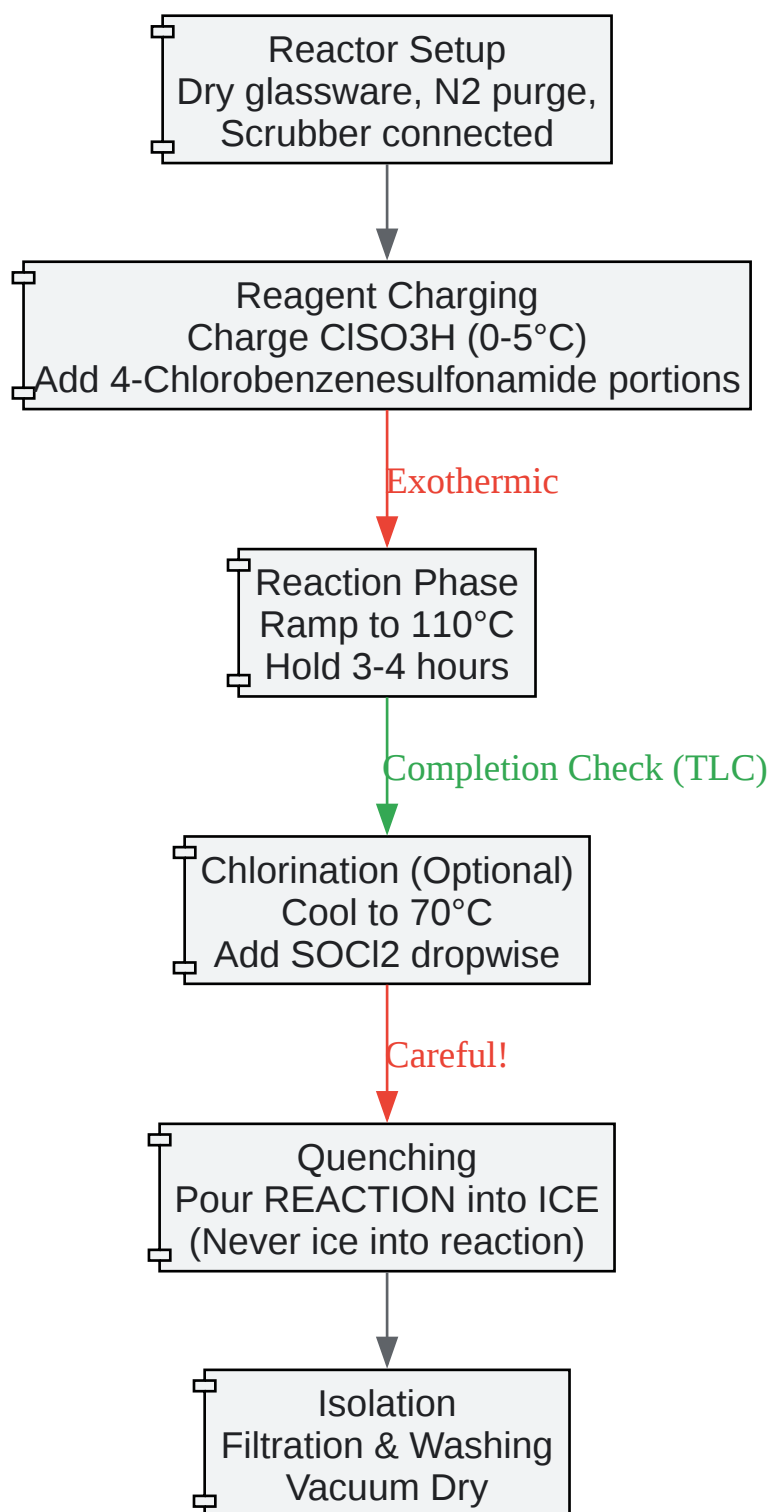 Reactor Setup
Dry glassware, N2 purge,
Scrubber connected
Reagent Charging
Charge ClSO3H (0-5°C)
Add 4-Chlorobenzenesulfonamide portions
Exothermic
Reaction Phase
Ramp to 110°C
Hold 3-4 hours
Completion Check (TLC)
Chlorination (Optional)
Cool to 70°C
Add SOCl2 dropwise
Careful!
Quenching
Pour REACTION into ICE
(Never ice into reaction)
Isolation
Filtration & Washing
Vacuum Dry